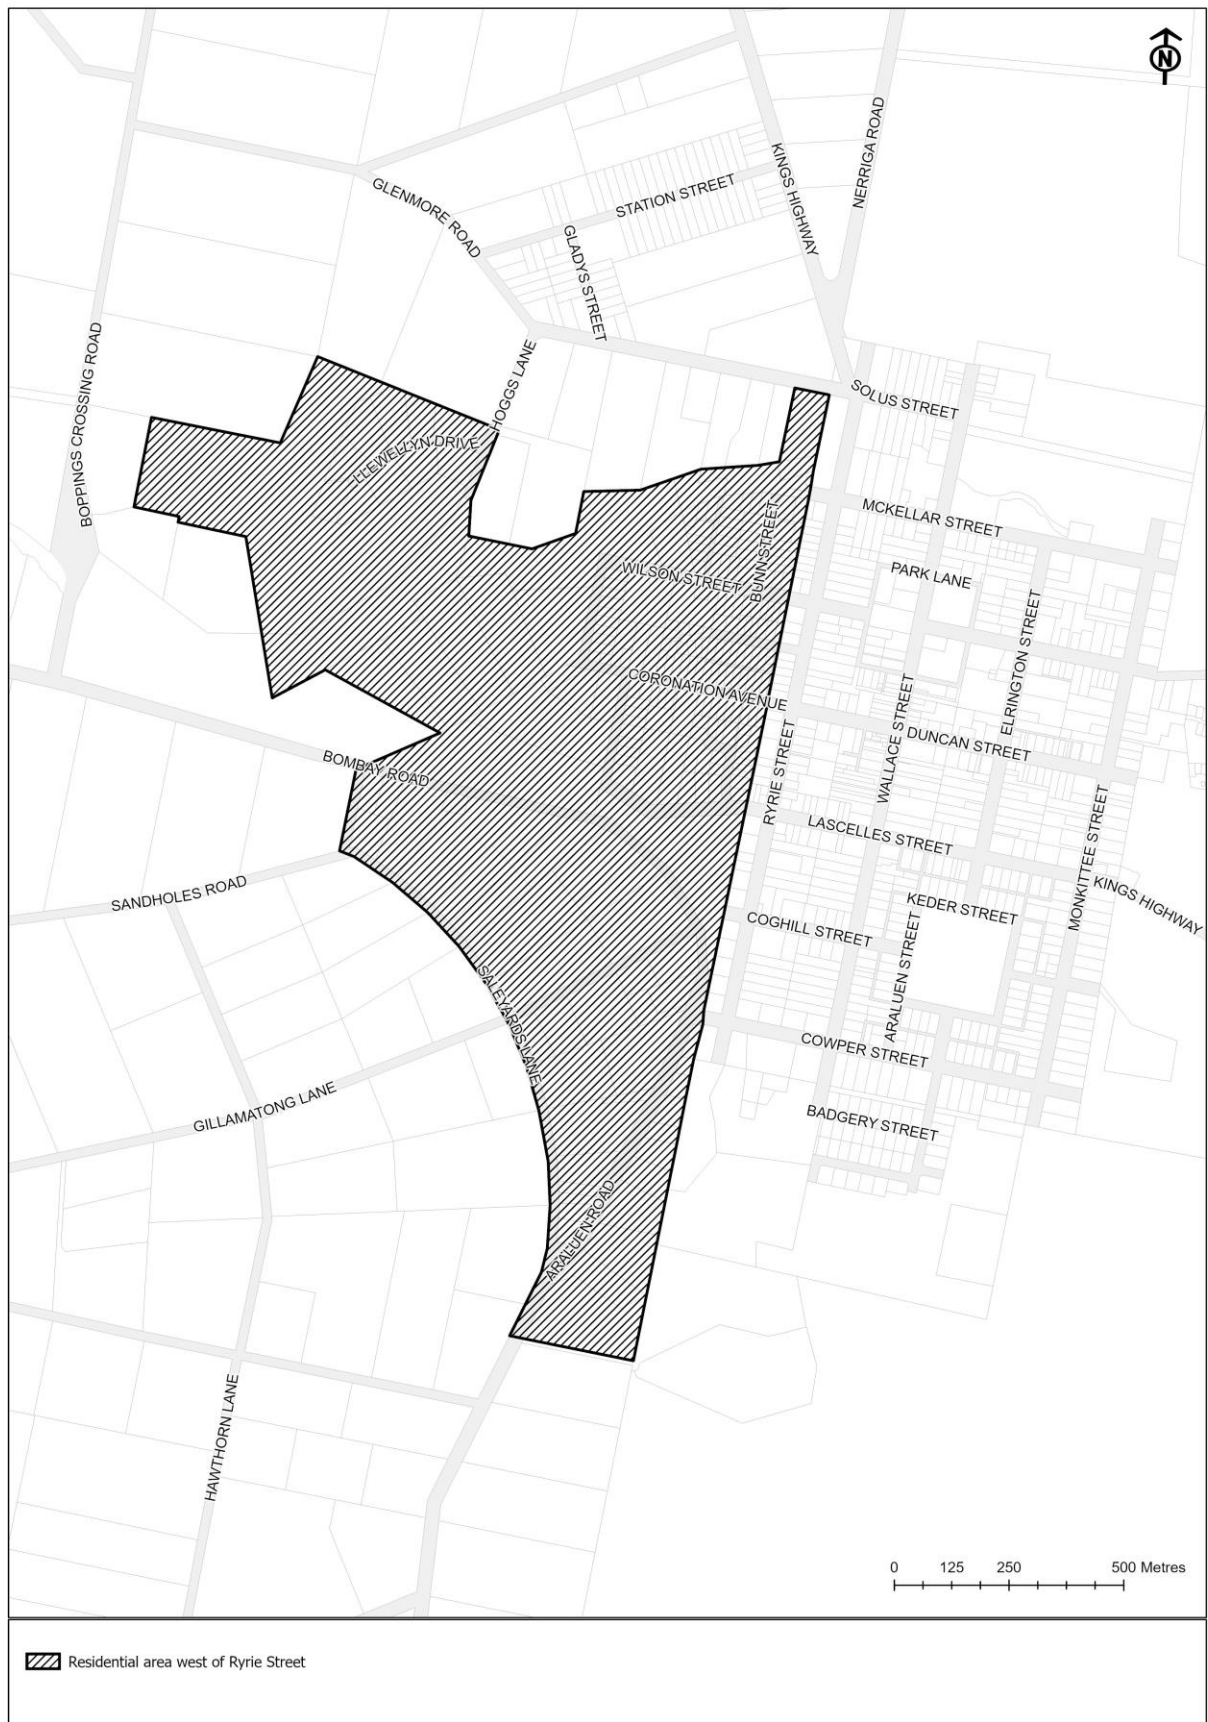 N
NERRIGA ROAD
KINGS HIGHWAY
STATION STREET
GLENMORE ROAD
GLADYS STREET
HOGGS LANE
BOPPINGS CROSSING ROAD
SOLUS STREET
LLEWELLYN DRIVE
MCKELLAR STREET
BUNN STREET
PARK LANE
WILSON STREET
ELRINGTON STREET
CORONATION AVENUE
WALLACE STREET
DUNCAN STREET
RYRIE STREET
BOMBAY ROAD
MONKITTEE STREET
LASCELLES STREET
KINGS HIGHWAY
SANDHOLES ROAD
KEDER STREET
COGHILL STREET
ARALUEN STREET
SALEYARDS LANE
COWPER STREET
GILLAMATONG LANE
BADGERY STREET
ARALUEN ROAD
HAWTHORN LANE
0 125 250 500 Metres
Residential area west of Ryrie Street